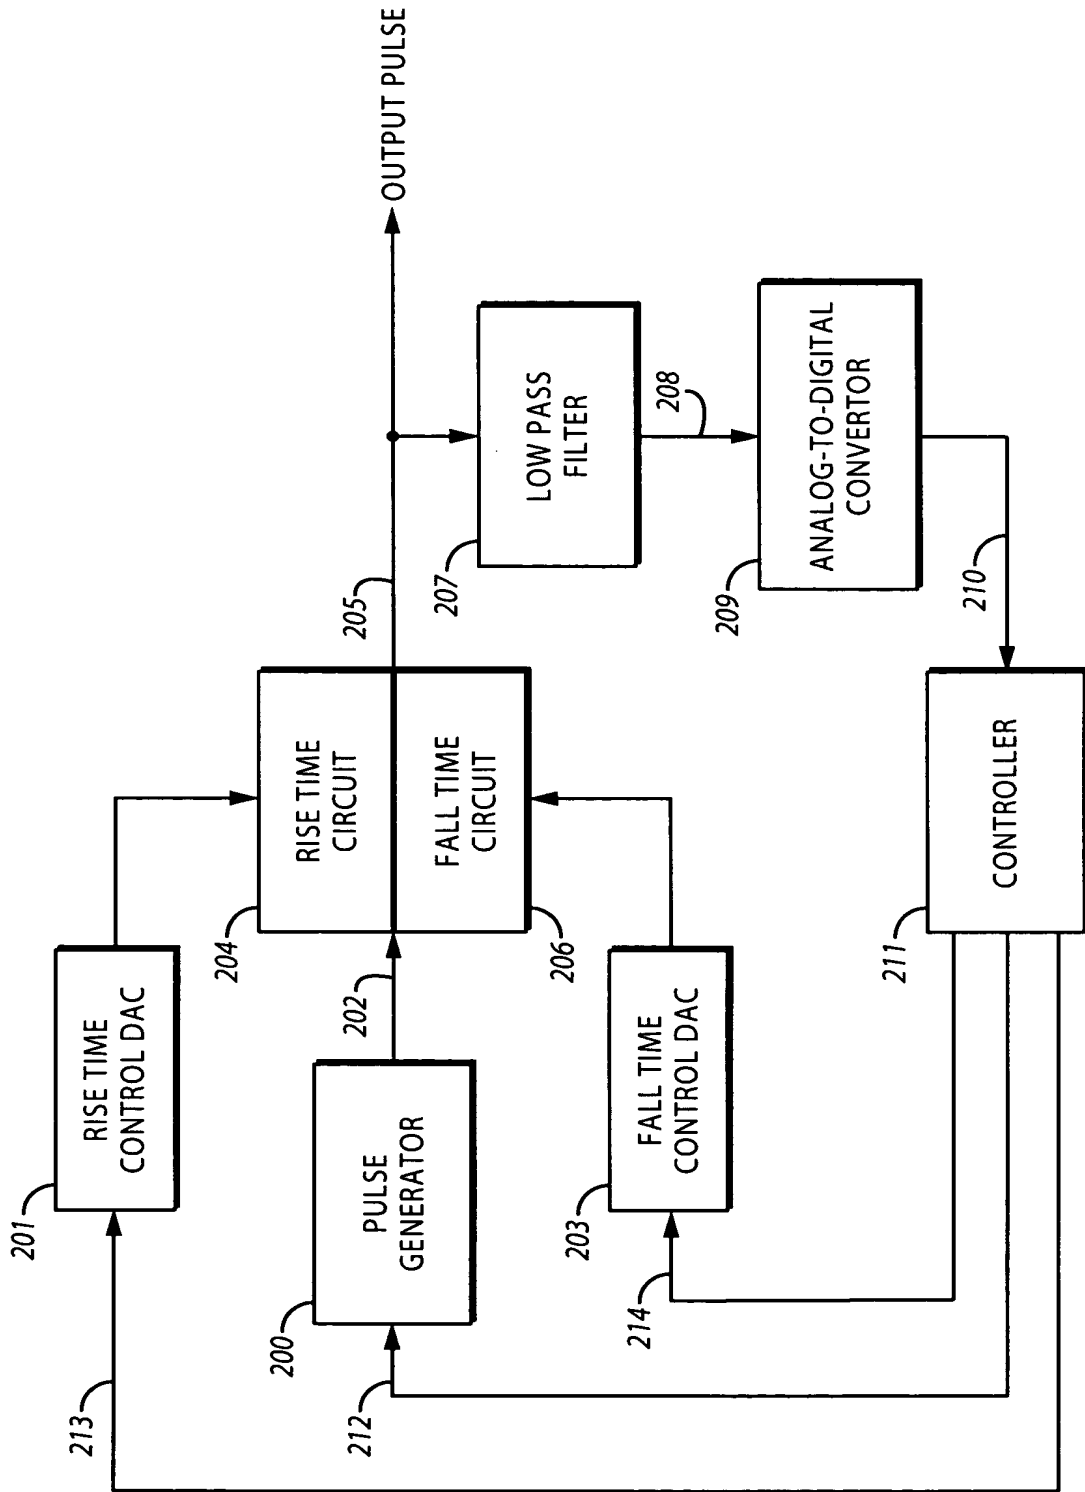 213
201
RISE TIME
CONTROL DAC
204
RISE TIME
CIRCUIT
205
OUTPUT PULSE
212
200
PULSE
GENERATOR
202
206
FALL TIME
CIRCUIT
207
LOW PASS
FILTER
208
214
203
FALL TIME
CONTROL DAC
209
ANALOG-TO-DIGITAL
CONVERTOR
210
211
CONTROLLER